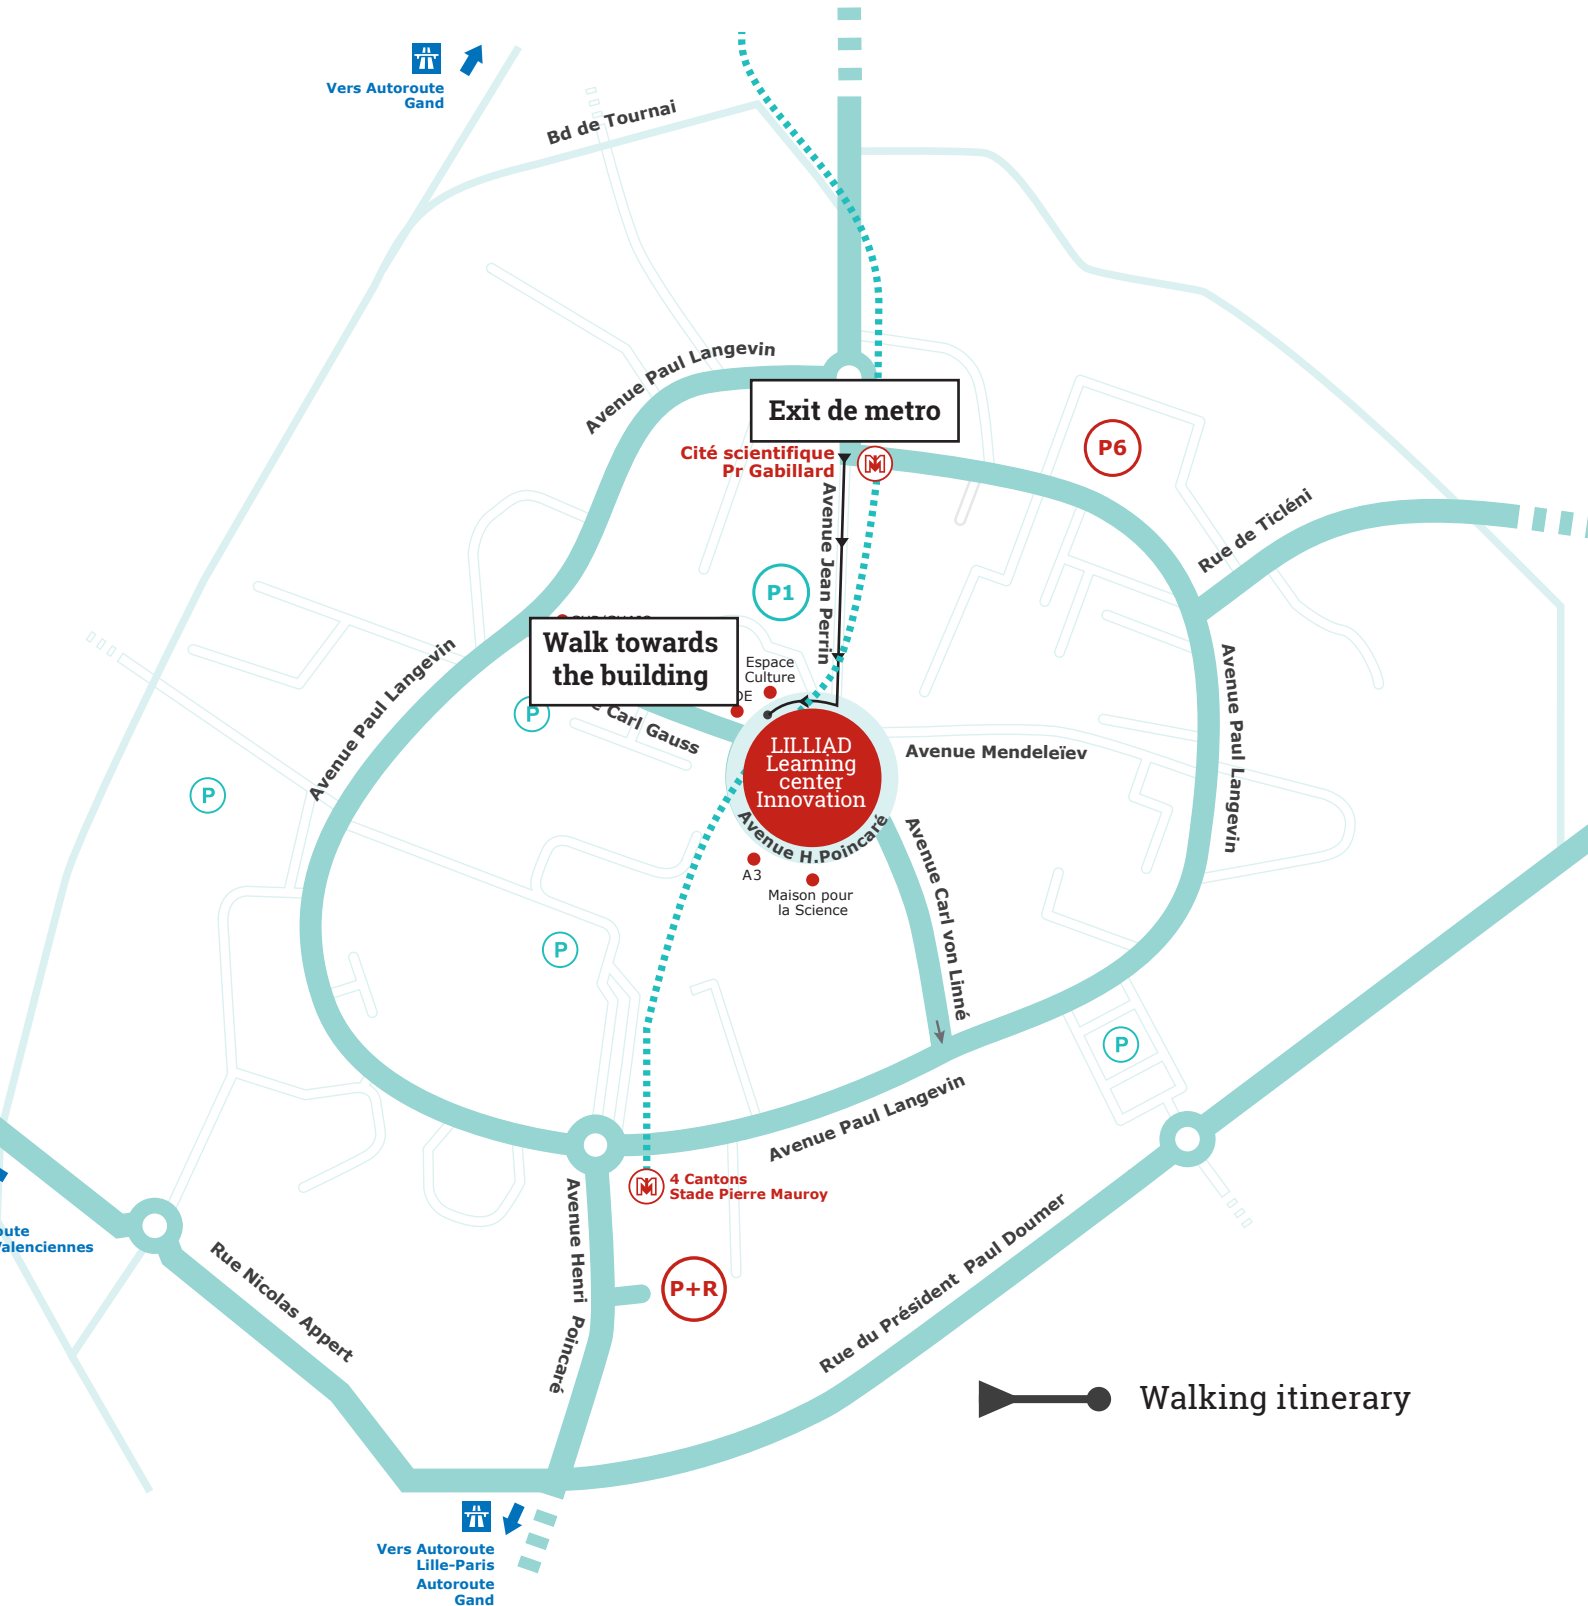 Vers Autoroute
Gand
Bd de Tournai
Avenue Paul Langevin
Exit de metro
Cité scientifique
Pr Gabillard
P6
Rue de Ticléni
Avenue Jean Perrin
P1
Walk towards
the building
Espace
Culture
DE
P
Carl Gauss
Avenue Paul Langevin
P
LILLIAD
Learning
center
Innovation
Avenue H.Poincaré
Avenue Mendeleïev
Avenue Paul Langevin
A3
Maison pour
la Science
Avenue Carl von Linné
P
P
Avenue Paul Langevin
4 Cantons
Stade Pierre Mauroy
Avenue Henri Poincaré
P+R
Rue Nicolas Appert
Rue du Président Paul Doumer
Walking itinerary
Vers Autoroute
Lille-Paris
Autoroute
Gand